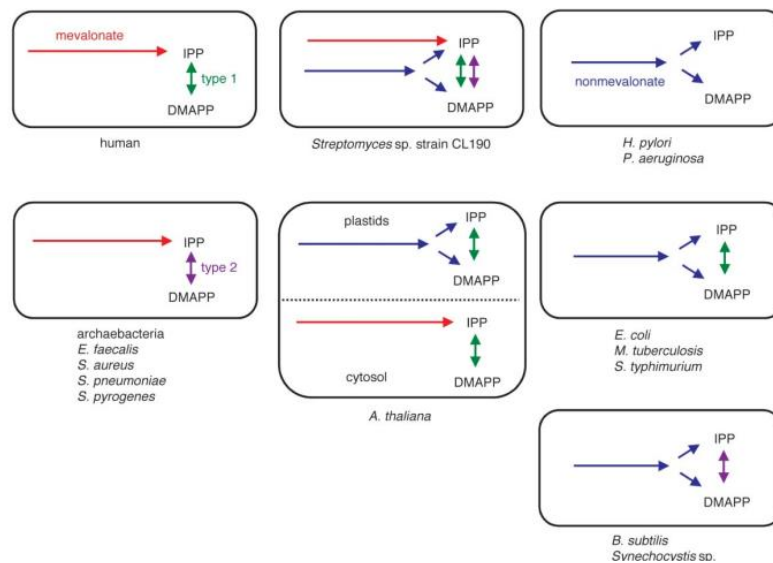 mevalonate
IPP
type 1
DMAPP
human
IPP
DMAPP
Streptomyces sp. strain CL190
IPP
nonmevalonate
DMAPP
H. pylori
P. aeruginosa
IPP
type 2
DMAPP
archaebacteria
E. faecalis
S. aureus
S. pneumoniae
S. pyrogenes
plastids
IPP
DMAPP
IPP
cytosol
DMAPP
A. thaliana
IPP
DMAPP
E. coli
M. tuberculosis
S. typhimurium
IPP
DMAPP
B. subtilis
Synechocystis sp.